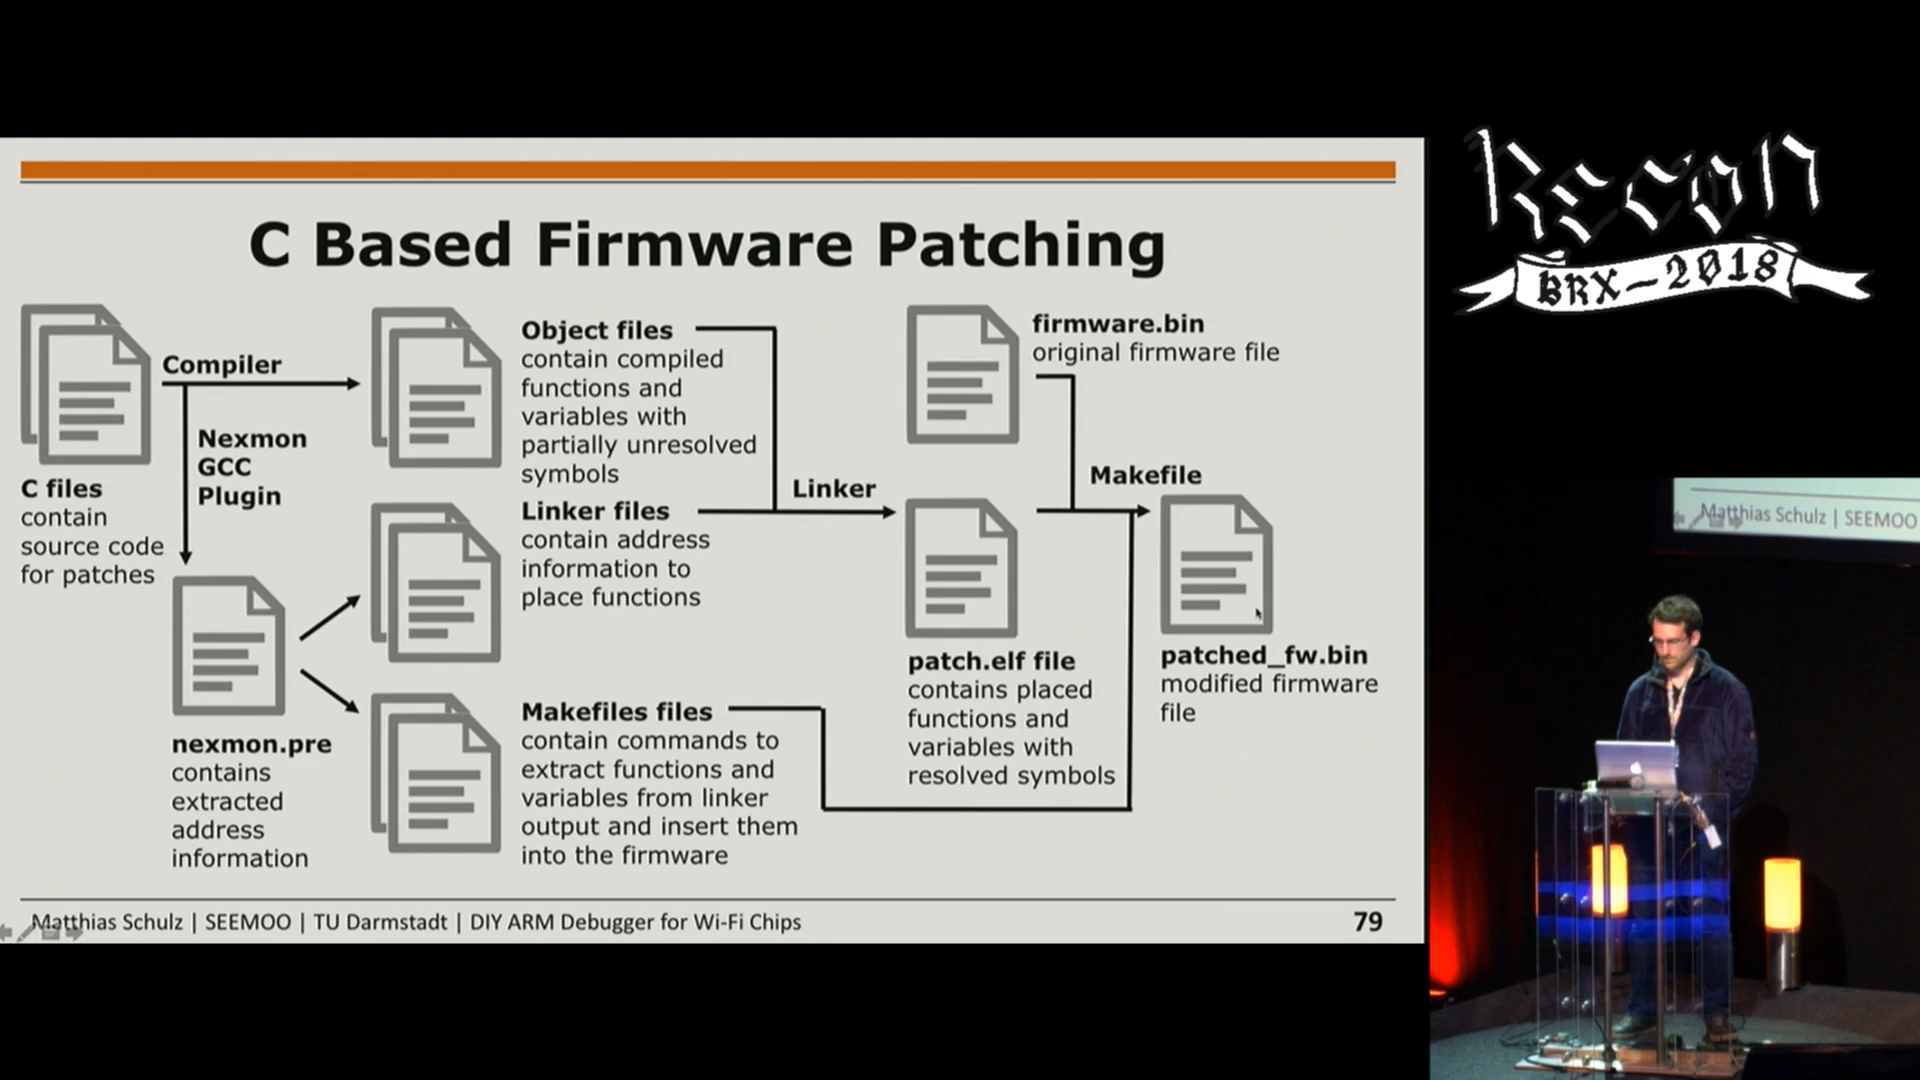 C Based Firmware Patching
C files
contain
source code
for patches
Compiler
Nexmon
GCC
Plugin
nexmon.pre
contains
extracted
address
information
Object files
contain compiled
functions and
variables with
partially unresolved
symbols
Linker files
contain address
information to
place functions
Makefiles files
contain commands to
extract functions and
variables from linker
output and insert them
into the firmware
Linker
firmware.bin
original firmware file
patch.elf file
contains placed
functions and
variables with
resolved symbols
Makefile
patched_fw.bin
modified firmware
file
Matthias Schulz | SEEMOO | TU Darmstadt | DIY ARM Debugger for Wi-Fi Chips
79
Recon
BRX-2018
Matthias Schulz | SEEMOO